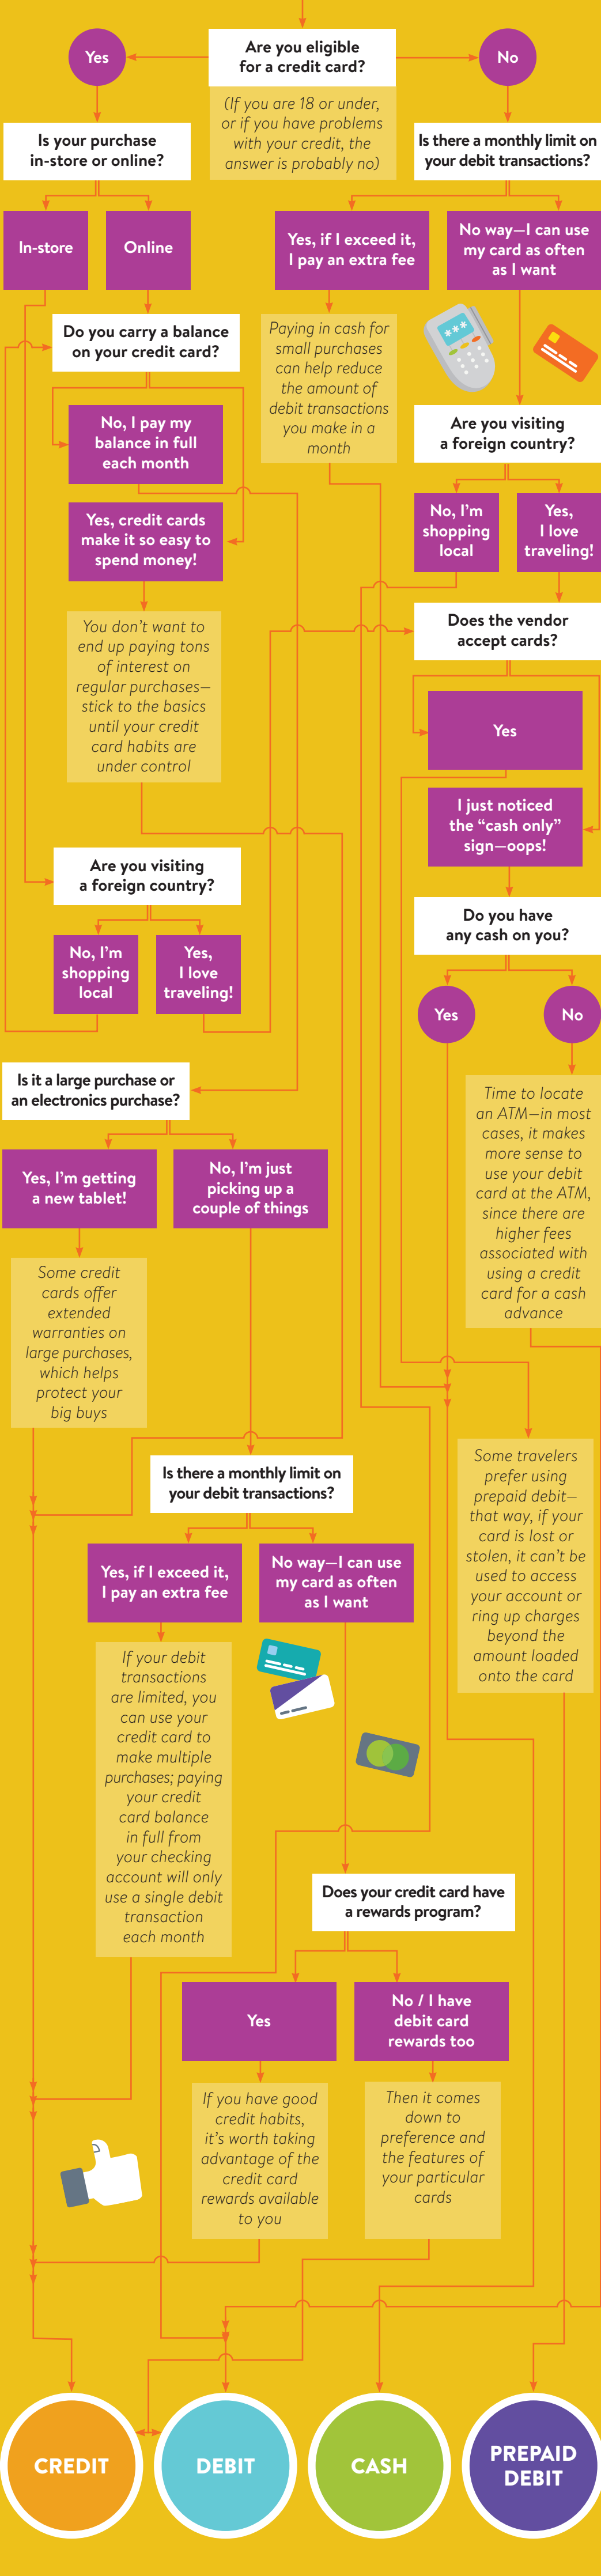 Are you eligible
for a credit card?
Yes
No
(If you are 18 or under,
or if you have problems
with your credit, the
answer is probably no)
Is your purchase
in-store or online?
Is there a monthly limit on
your debit transactions?
In-store
Online
Yes, if I exceed it,
I pay an extra fee
No way—I can use
my card as often
as I want
Do you carry a balance
on your credit card?
Paying in cash for
small purchases
can help reduce
the amount of
debit transactions
you make in a
month
***
No, I pay my
balance in full
each month
Are you visiting
a foreign country?
Yes, credit cards
make it so easy to
spend money!
No, I'm
shopping
local
Yes,
I love
traveling!
You don't want to
end up paying tons
of interest on
regular purchases—
stick to the basics
until your credit
card habits are
under control
Does the vendor
accept cards?
Yes
I just noticed
the “cash only”
sign—oops!
Are you visiting
a foreign country?
Do you have
any cash on you?
No, I'm
shopping
local
Yes,
I love
traveling!
Yes
No
Is it a large purchase or
an electronics purchase?
Time to locate
an ATM—in most
cases, it makes
more sense to
use your debit
card at the ATM,
since there are
higher fees
associated with
using a credit
card for a cash
advance
Yes, I'm getting
a new tablet!
No, I'm just
picking up a
couple of things
Some credit
cards offer
extended
warranties on
large purchases,
which helps
protect your
big buys
Is there a monthly limit on
your debit transactions?
Some travelers
prefer using
prepaid debit—
that way, if your
card is lost or
stolen, it can't be
used to access
your account or
ring up charges
beyond the
amount loaded
onto the card
Yes, if I exceed it,
I pay an extra fee
No way—I can use
my card as often
as I want
If your debit
transactions
are limited, you
can use your
credit card to
make multiple
purchases; paying
your credit
card balance
in full from
your checking
account will only
use a single debit
transaction
each month
Does your credit card have
a rewards program?
Yes
No / I have
debit card
rewards too
If you have good
credit habits,
it's worth taking
advantage of the
credit card
rewards available
to you
Then it comes
down to
preference and
the features of
your particular
cards
CREDIT
DEBIT
CASH
PREPAID
DEBIT